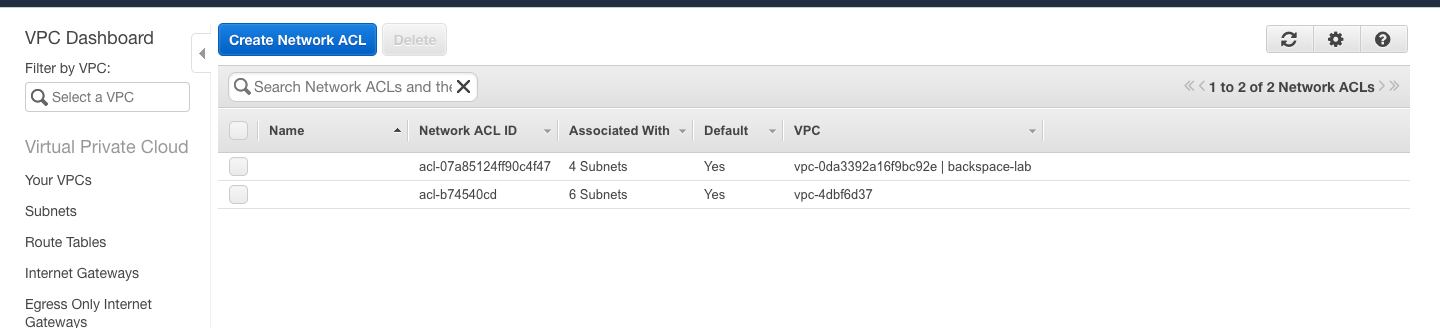 VPC Dashboard
Filter by VPC:
Select a VPC
Virtual Private Cloud
Your VPCs
Subnets
Route Tables
Internet Gateways
Egress Only Internet
Gateways
Create Network ACL Delete
Search Network ACLs and the
1 to 2 of 2 Network ACLs
Name Network ACL ID Associated With Default VPC
acl-07a85124ff90c4f47 4 Subnets Yes vpc-0da3392a16f9bc92e | backspace-lab
acl-b74540cd 6 Subnets Yes vpc-4dbf6d37